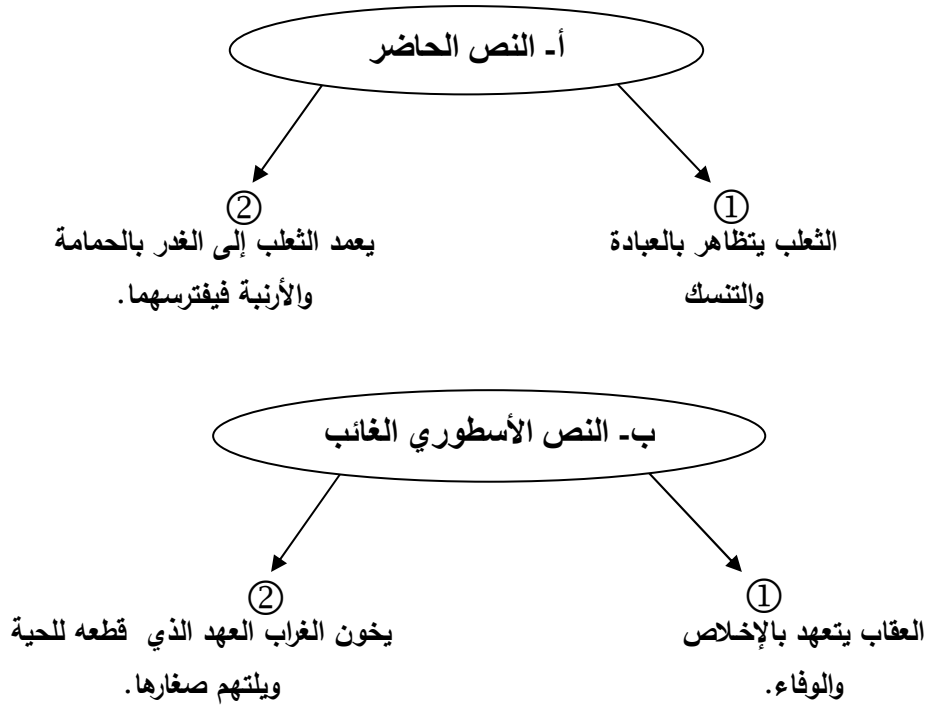 أ- النص الحاضر
①
الثعلب يتظاهر بالعبادة
والتنسك
②
يعمد الثعلب إلى الغدر بالحمامة
والأرنبة فيفترسهما.
ب- النص الأسطوري الغائب
①
العقاب يتعهد بالإخلاص
والوفاء.
②
يخون الغراب العهد الذي قطعه للحية
ويلتهم صغارها.